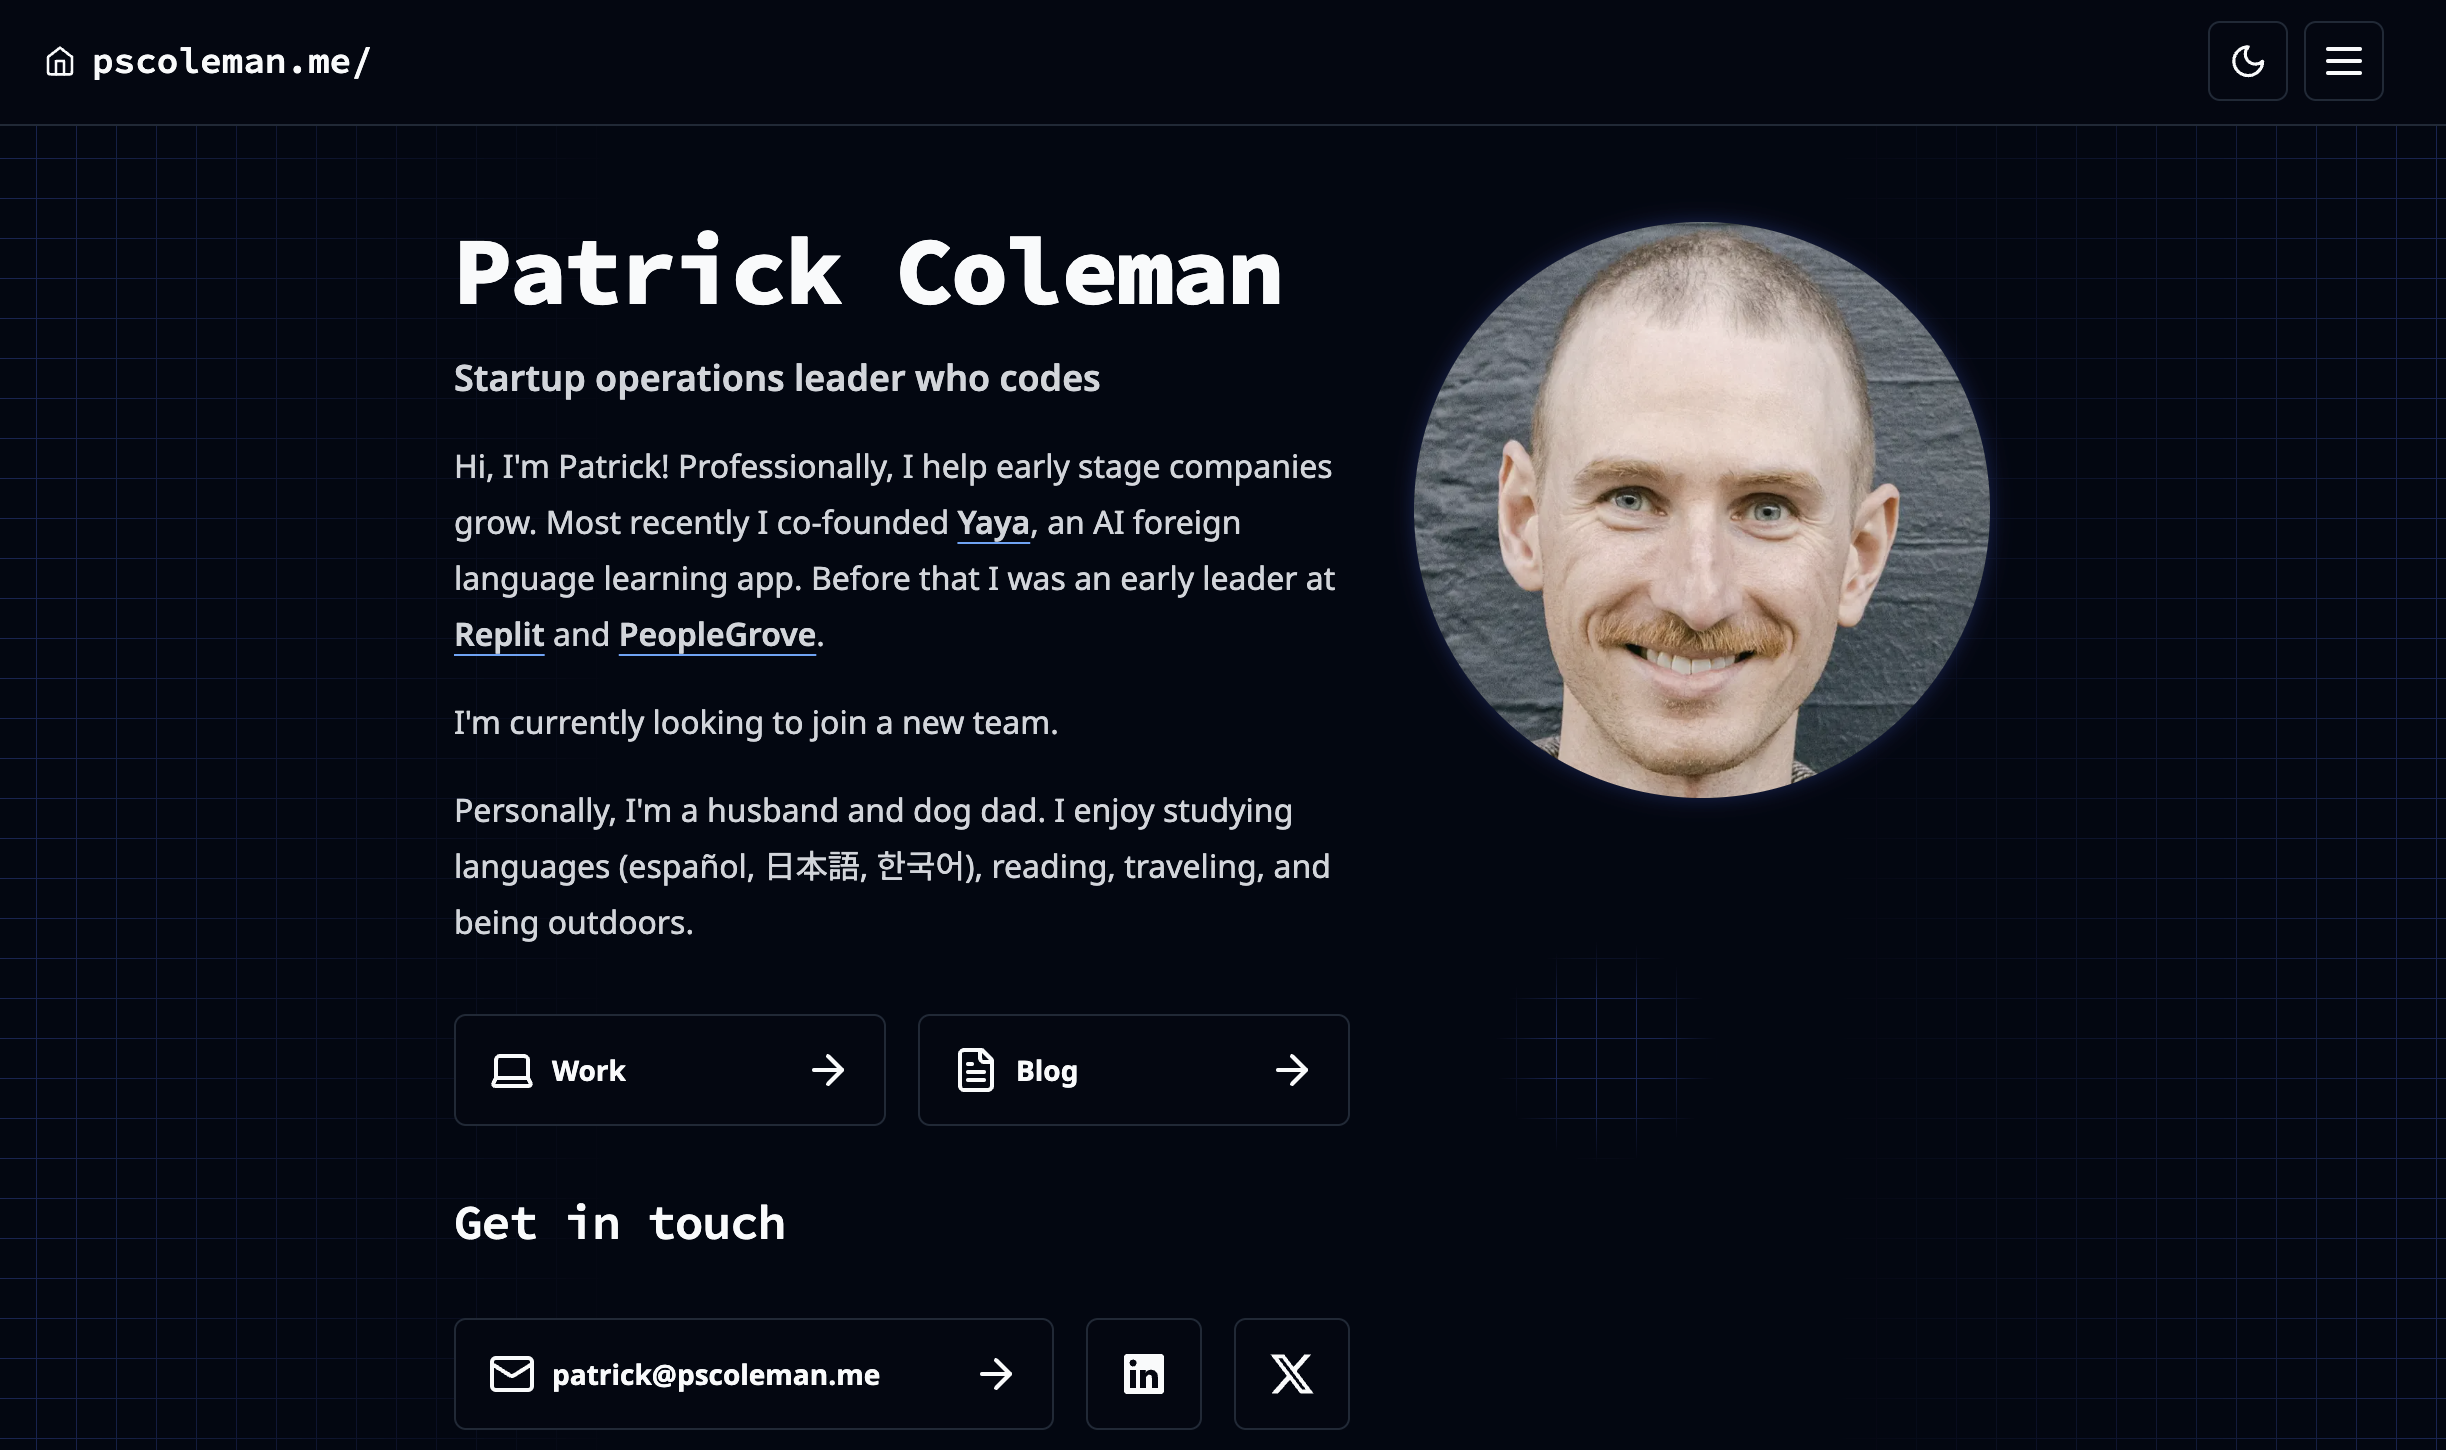 pscoleman.me/
Patrick Coleman
Startup operations leader who codes
Hi, I'm Patrick! Professionally, I help early stage companies
grow. Most recently I co-founded Yaya, an AI foreign
language learning app. Before that I was an early leader at
Replit and PeopleGrove.
I'm currently looking to join a new team.
Personally, I'm a husband and dog dad. I enjoy studying
languages (español, 日本語, 한국어), reading, traveling, and
being outdoors.
Work
Blog
Get in touch
patrick@pscoleman.me
in
X